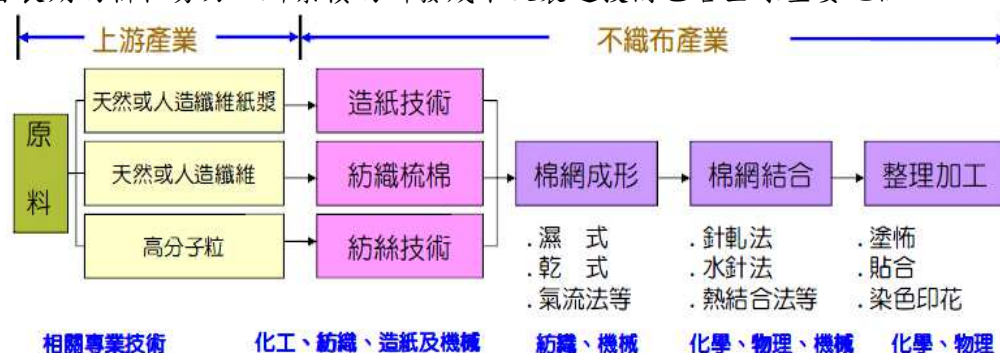 上游產業 不織布產業
原料
天然或人造纖維紙漿 造紙技術
天然或人造纖維 紡織梳棉 棉網成形 棉網結合 整理加工
高分子粒 紡絲技術
.濕 式 .針軋法 .塗怖
.乾 式 .水針法 .貼合
.氣流法等 .熱結合法等 .染色印花
相關專業技術 化工、紡織、造紙及機械 紡織、機械 化學、物理、機械 化學、物理